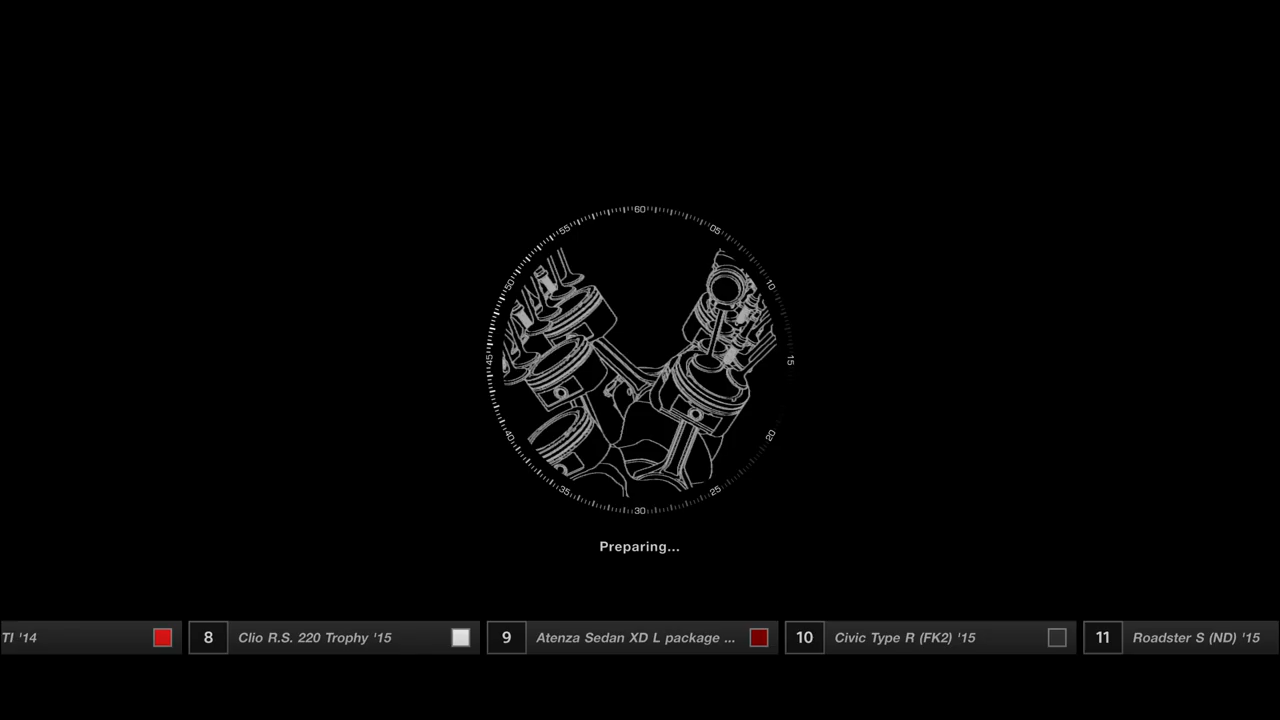 60
55
05
50
10
45
15
40
20
35
25
30
Preparing...
TI '14
8 Clio R.S. 220 Trophy '15
9 Atenza Sedan XD L package ...
10 Civic Type R (FK2) '15
11 Roadster S (ND) '15